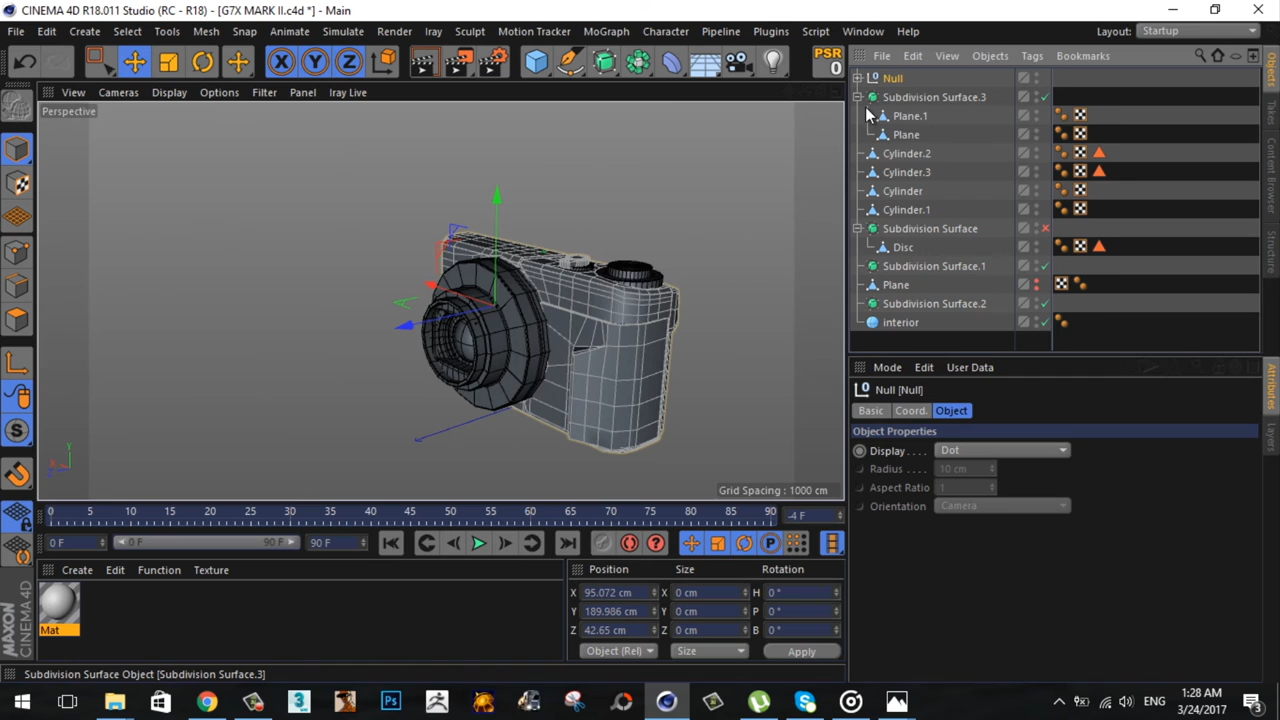 CINEMA 4D R18.011 Studio (RC - R18) - [G7X MARK II.c4d *] - Main
File Edit Create Select Tools Mesh Snap Animate Simulate Render Iray Sculpt Motion Tracker MoGraph Character Pipeline Plugins Script Window Help Layout: Startup
X Y Z PSR 0
File Edit View Objects Tags Bookmarks
View Cameras Display Options Filter Panel Iray Live
Perspective
Null
Subdivision Surface.3
Plane.1
Plane
Cylinder.2
Cylinder.3
Cylinder
Cylinder.1
Subdivision Surface
Disc
Subdivision Surface.1
Plane
Subdivision Surface.2
interior
Objects
Takes
Content Browser
Structure
Mode Edit User Data
Null [Null]
Basic Coord. Object
Object Properties
Display . . . . Dot
Radius . . . . 10 cm
Aspect Ratio 1
Orientation . Camera
Attributes
Layers
Grid Spacing : 1000 cm
0 5 10 15 20 25 30 35 40 45 50 55 60 65 70 75 80 85 90 -4 F
0 F 0 F 90 F 90 F
Create Edit Function Texture
Mat
Position Size Rotation
X 95.072 cm X 0 cm H 0 °
Y 189.986 cm Y 0 cm P 0 °
Z 42.65 cm Z 0 cm B 0 °
Object (Rel) Size Apply
MAXON CINEMA 4D
Subdivision Surface Object [Subdivision Surface.3]
ENG
1:28 AM
3/24/2017